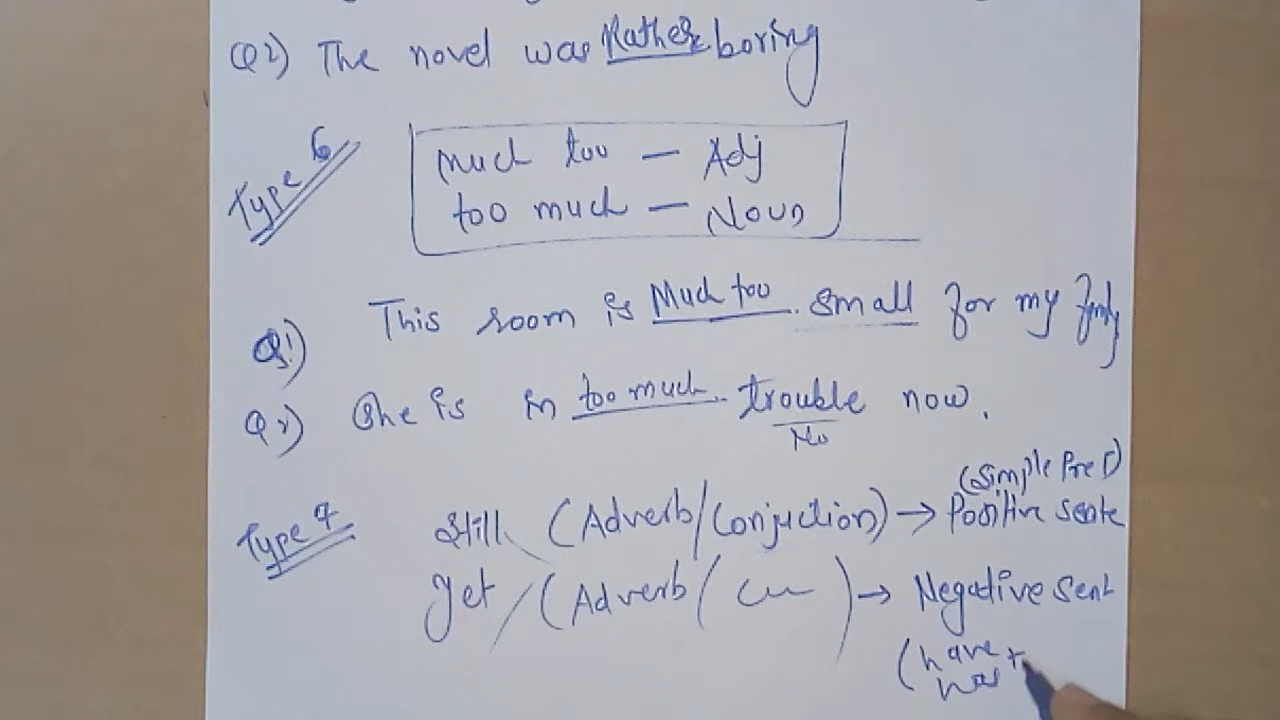 Q2) The novel was Rather boring
Type 6
much too — Adj
too much — Noun
Q1) This room is Much too small for my family
Q2) She is in too much trouble now.
No
(Simple Pre)
Type 7 Still (Adverb/Conjuction) → Positive sente
yet (Adverb/ ) → Negative sent
(have +
has